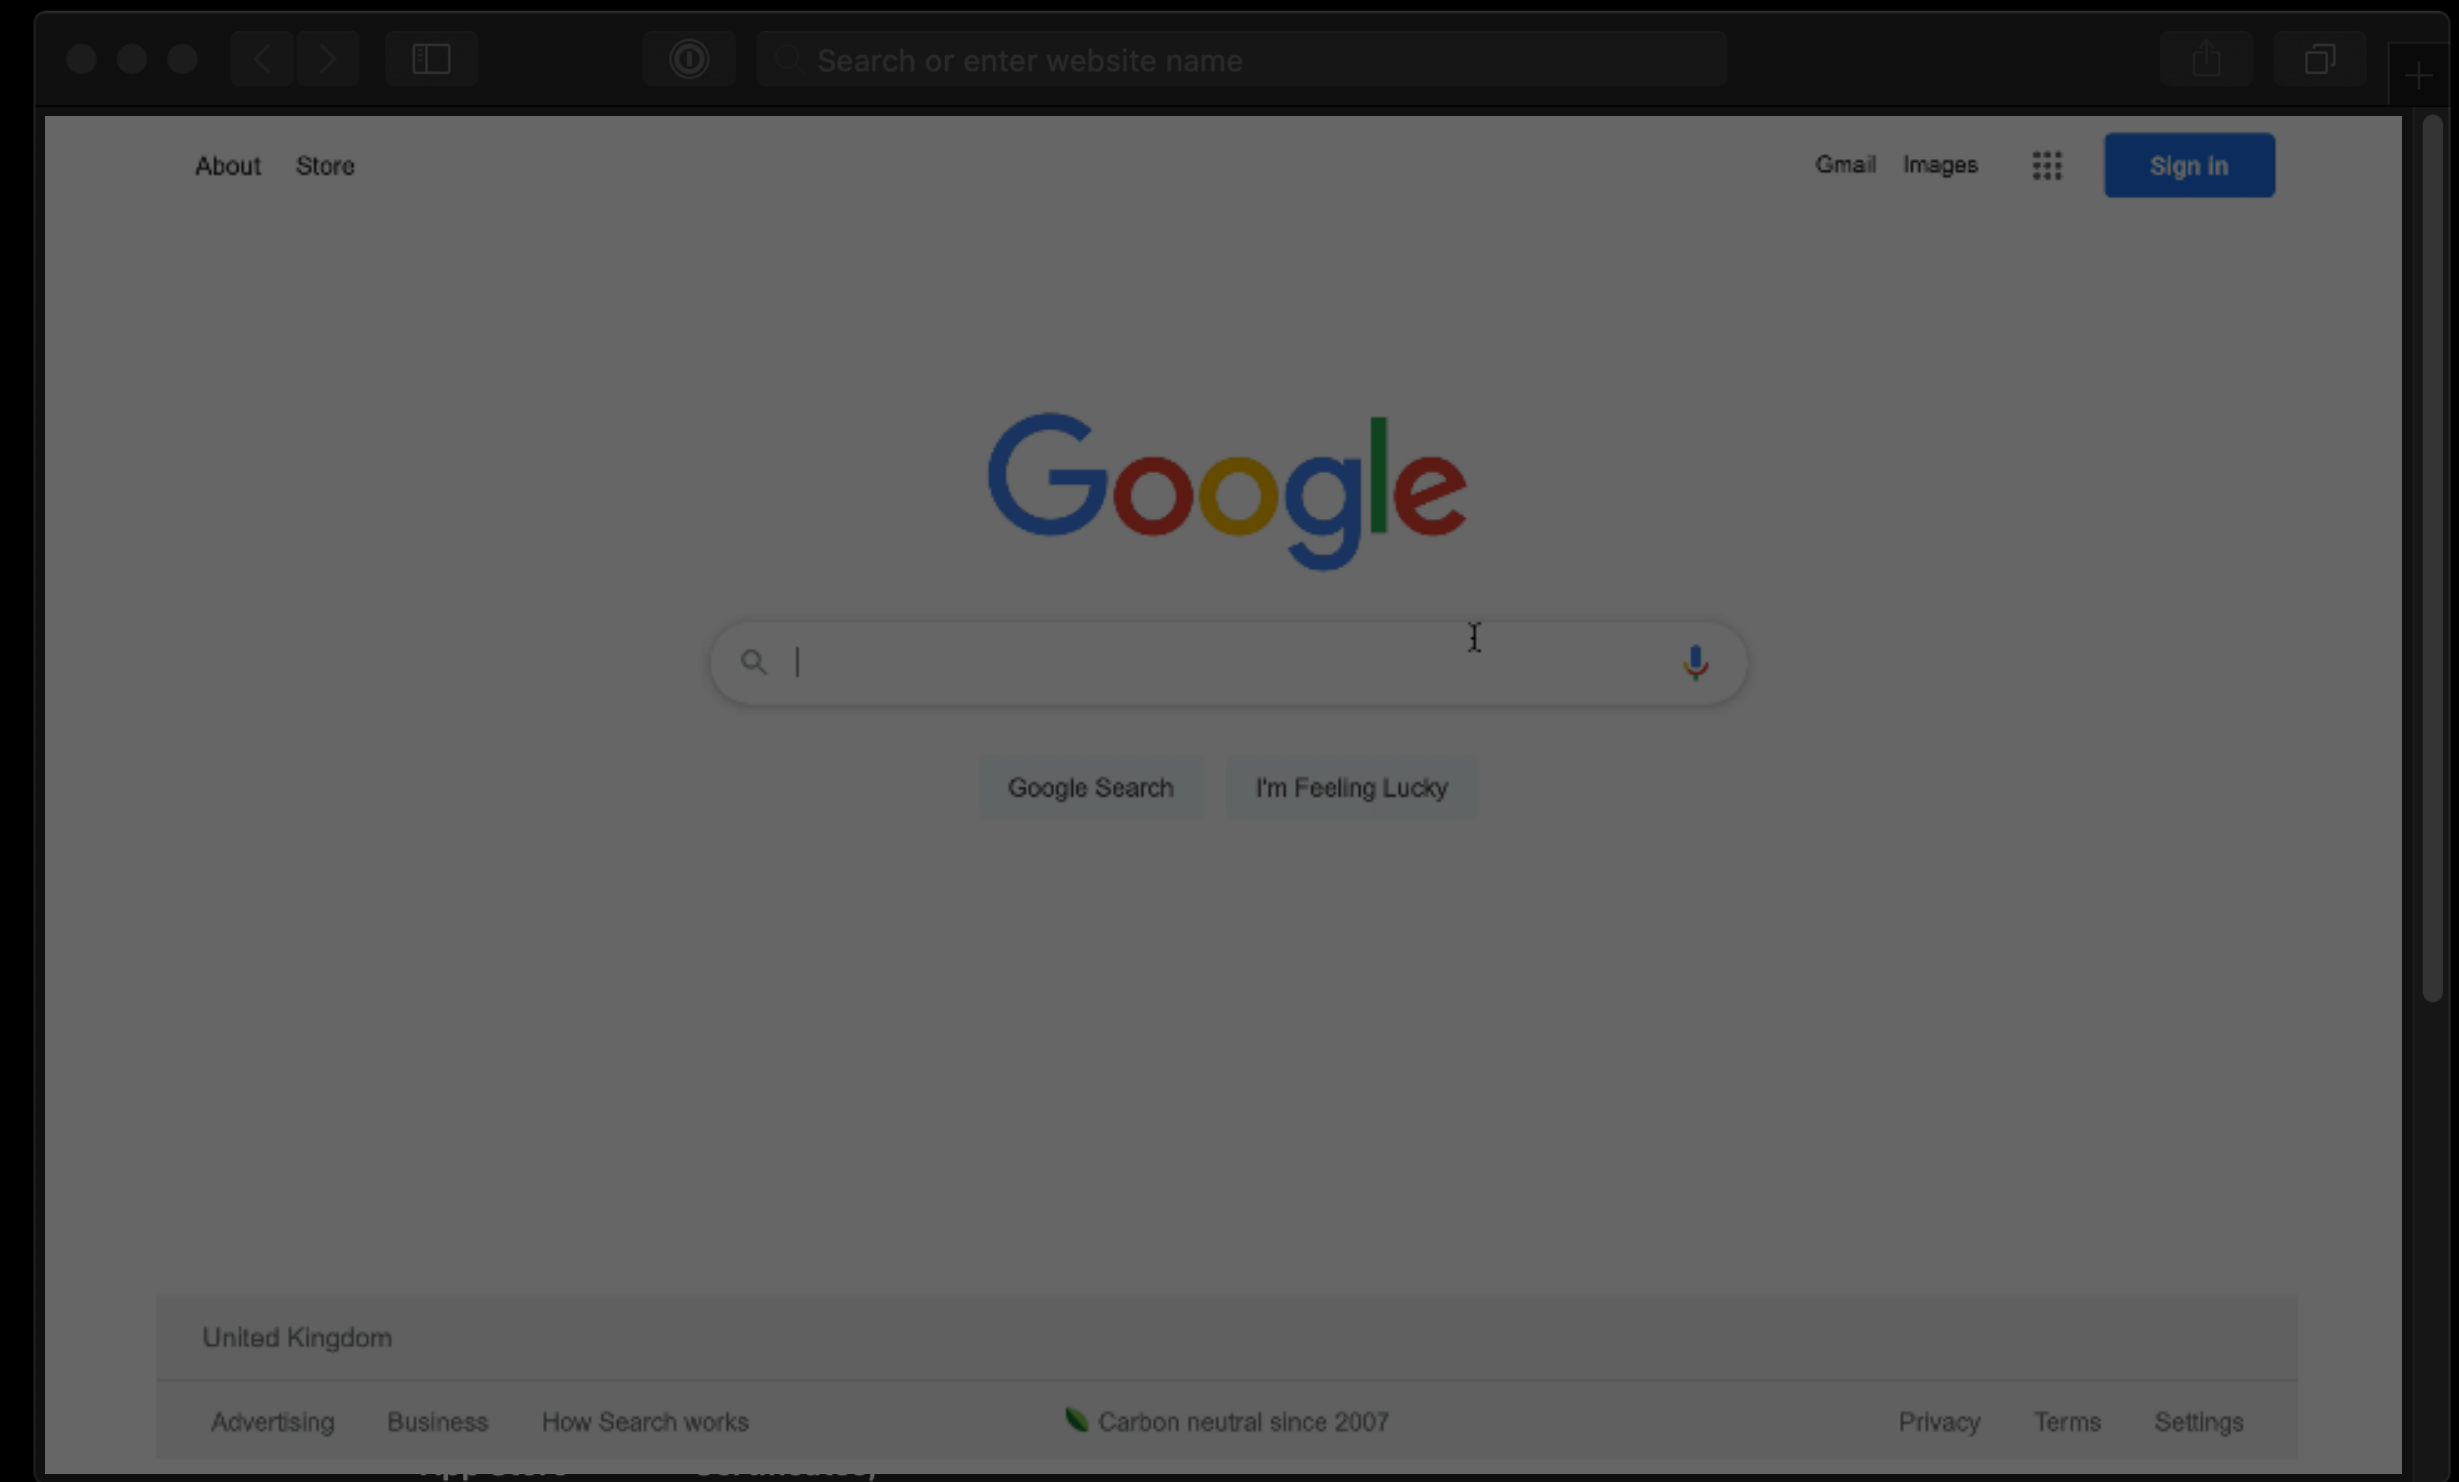 Search or enter website name
About Store
Gmail Images Sign in
Google
Google Search I'm Feeling Lucky
United Kingdom
Advertising Business How Search works Carbon neutral since 2007 Privacy Terms Settings